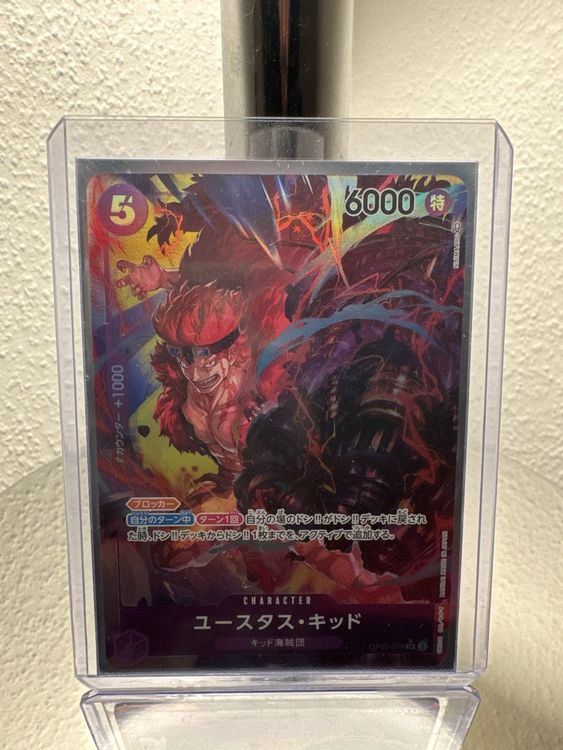 5
6000 特
カウンター +1000
ブロッカー
自分のターン中 ターン1回 自分の場のドン!!がドン!!デッキに戻され
た時、ドン!!デッキからドン!!1枚までを、アクティブで追加する。
CHARACTER
ユースタス・キッド
キッド海賊団